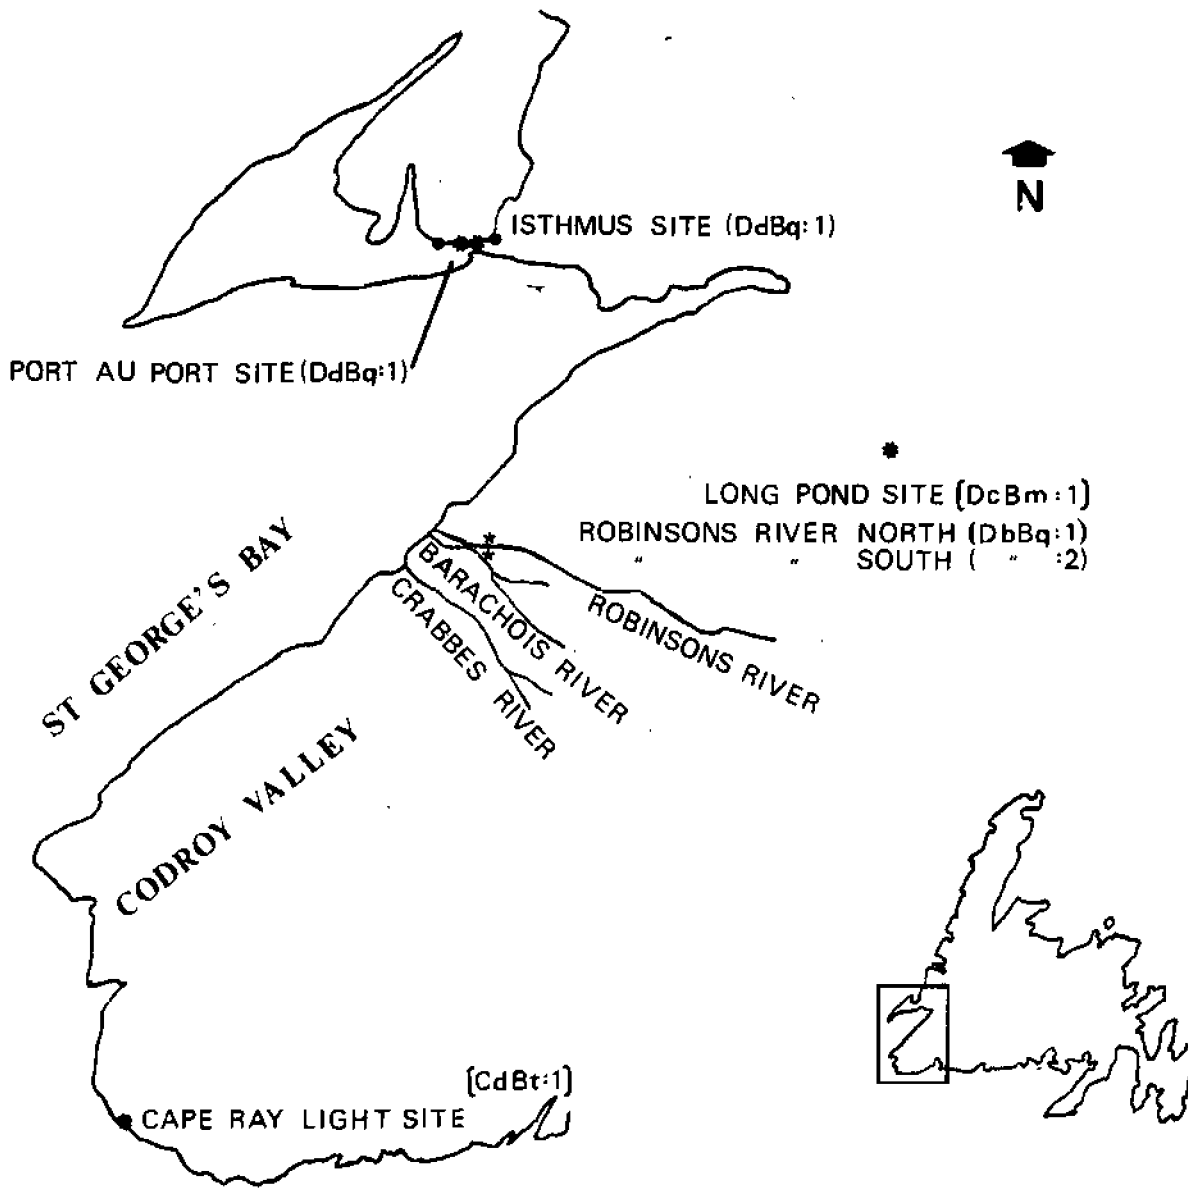 N
ISTHMUS SITE (DdBq:1)
PORT AU PORT SITE (DdBq:1)
LONG POND SITE [DcBm:1]
ROBINSONS RIVER NORTH (DbBq:1)
" " SOUTH ( " :2)
ST GEORGE'S BAY
BARACHOIS RIVER
ROBINSONS RIVER
CRABBES RIVER
CODROY VALLEY
[CdBt:1]
CAPE RAY LIGHT SITE